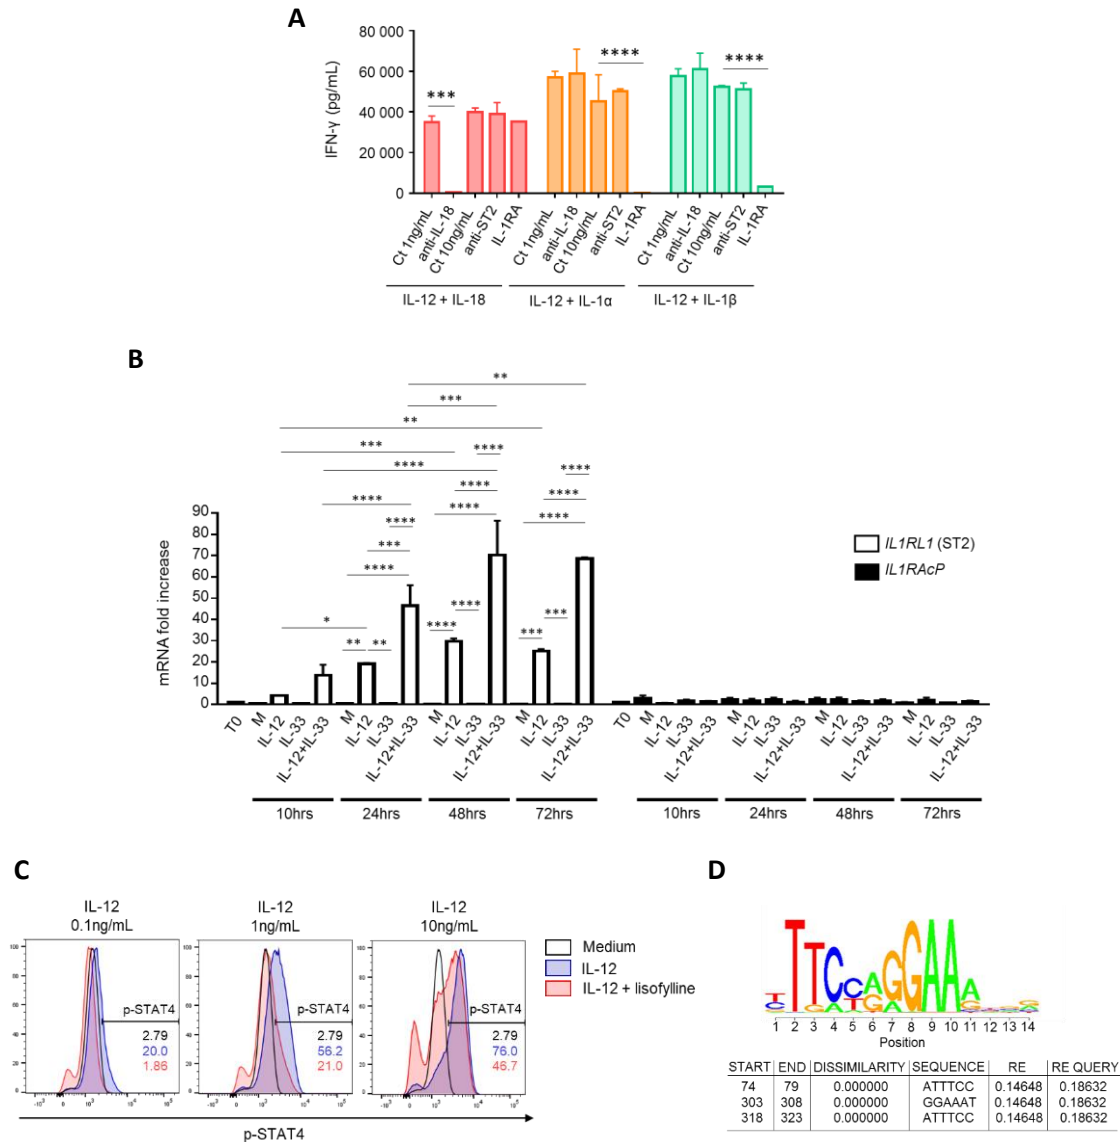 A
80 000
60 000
40 000
20 000
0
IFN-γ (pg/mL)
***
****
****
Ct 1ng/mL
anti-IL-18
Ct 10ng/mL
anti-ST2
IL-1RA
Ct 1ng/mL
anti-IL-18
Ct 10ng/mL
anti-ST2
IL-1RA
Ct 1ng/mL
anti-IL-18
Ct 10ng/mL
anti-ST2
IL-1RA
IL-12 + IL-18
IL-12 + IL-1α
IL-12 + IL-1β
B
**
***
**
***
****
****
****
****
****
****
****
****
****
***
****
*
**
**
****
****
***
***
90
80
70
60
50
40
30
20
10
0
mRNA fold increase
IL1RL1 (ST2)
IL1RAcP
T0
M
IL-12
IL-33
IL-12+IL-33
M
IL-12
IL-33
IL-12+IL-33
M
IL-12
IL-33
IL-12+IL-33
M
IL-12
IL-33
IL-12+IL-33
T0
M
IL-12
IL-33
IL-12+IL-33
M
IL-12
IL-33
IL-12+IL-33
M
IL-12
IL-33
IL-12+IL-33
M
IL-12
IL-33
IL-12+IL-33
10hrs
24hrs
48hrs
72hrs
10hrs
24hrs
48hrs
72hrs
C
IL-12
0.1ng/mL
p-STAT4
2.79
20.0
1.86
IL-12
1ng/mL
p-STAT4
2.79
56.2
21.0
IL-12
10ng/mL
p-STAT4
2.79
76.0
46.7
Medium
IL-12
IL-12 + lisofylline
p-STAT4
D
1 2 3 4 5 6 7 8 9 10 11 12 13 14
Position
START END DISSIMILARITY SEQUENCE RE RE QUERY
74 79 0.000000 ATTTCC 0.14648 0.18632
303 308 0.000000 GGAAAT 0.14648 0.18632
318 323 0.000000 ATTTCC 0.14648 0.18632